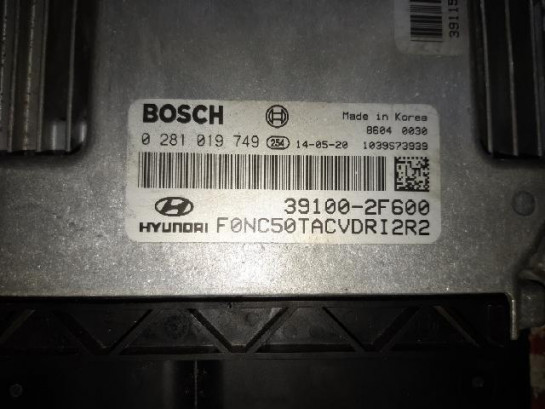 39115
BOSCH
Made in Korea
8604 0030
0 281 019 749 254 14-05-20 1039S73939
39100-2F600
HYUNDAI F0NC50TACVDRI2R2